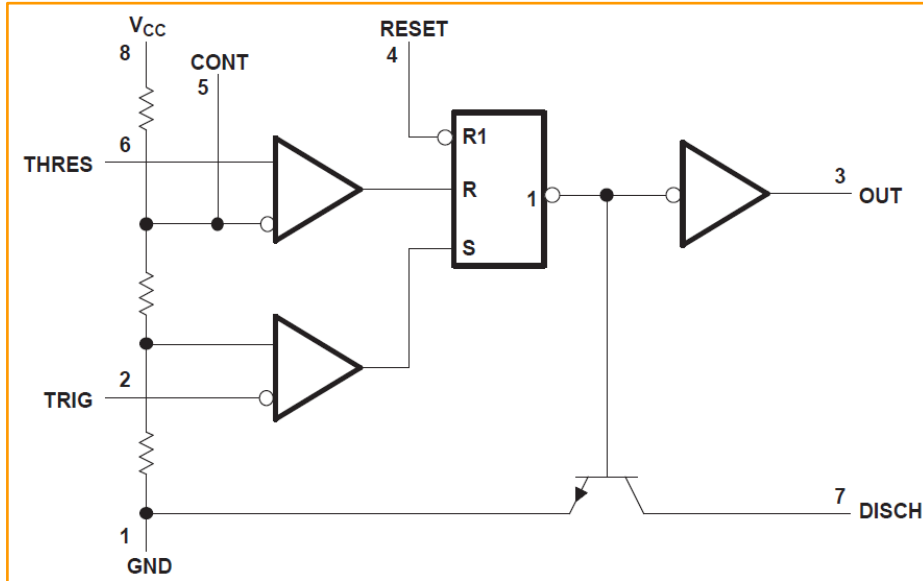 VCC
8
CONT
5
RESET
4
6
THRES
R1
R
S
1
3
OUT
2
TRIG
7
DISCH
1
GND